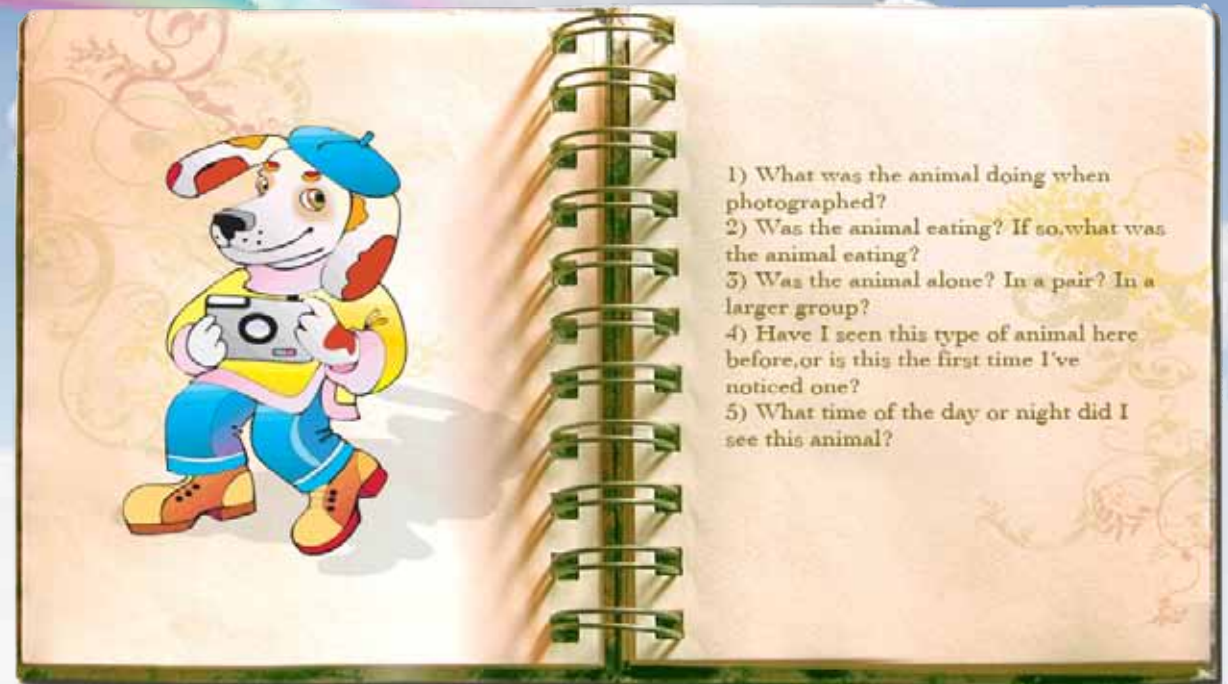 1) What was the animal doing when
photographed?
2) Was the animal eating? If so,what was
the animal eating?
3) Was the animal alone? In a pair? In a
larger group?
4) Have I seen this type of animal here
before,or is this the first time I've
noticed one?
5) What time of the day or night did I
see this animal?